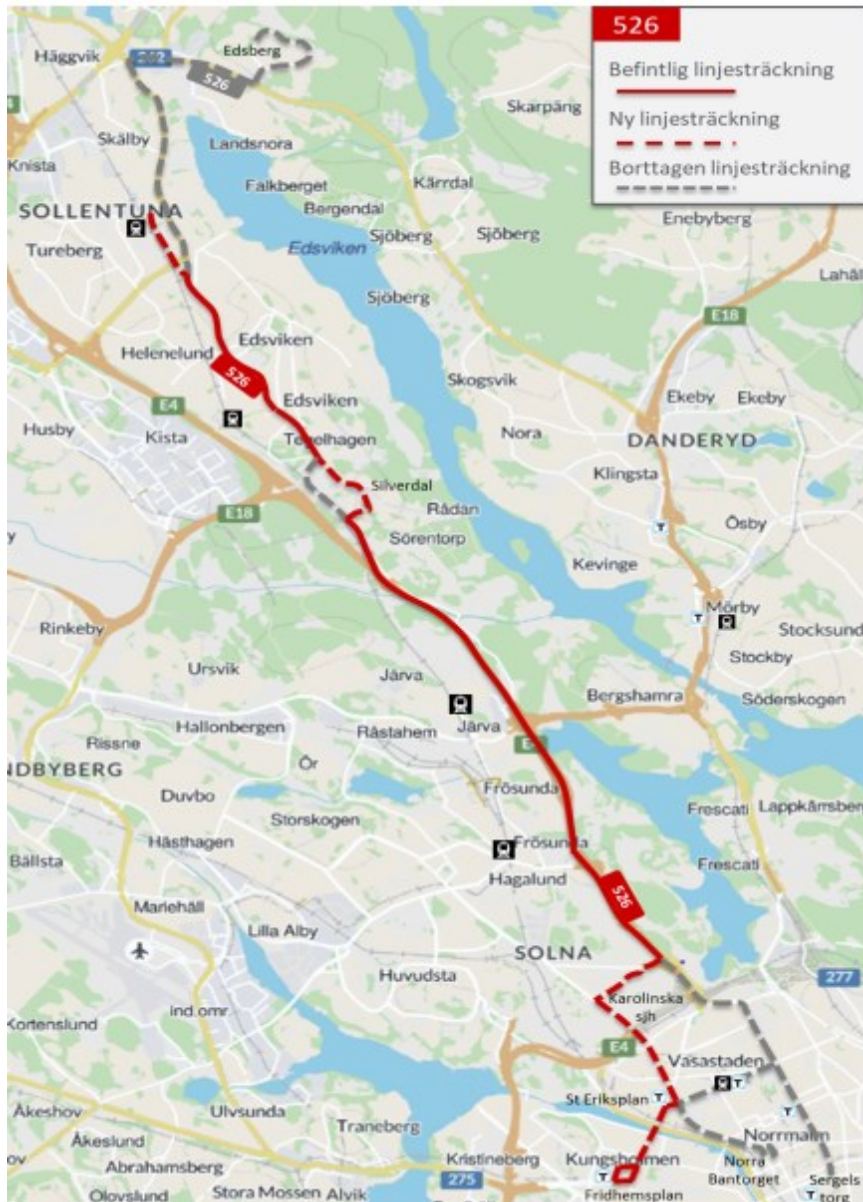 526
Befintlig linjesträckning
Ny linjesträckning
Borttagen linjesträckning
Häggvik
262
Edsberg
526
Skarpäng
Skälby
Landsnora
Knista
Falkberget
Kärrdal
Bergendal
Enebyberg
SOLLENTUNA
Sjöberg
Sjöberg
Edsviken
Tureberg
Lahäl
Sjöberg
E18
Helenelund
Edsviken
526
Skogsvik
Edsviken
Ekeby
Ekeby
E4
Husby
Kista
Tegelhagen
Nora
DANDERYD
Klingsta
Silverdal
E18
Rådan
Ösby
Sörentorp
Kevinge
Mörby
Rinkeby
Stocksund
Stockby
Ursvik
Järva
Bergshamra
Söderskogen
Hallonbergen
Råstahem
Järva
Rissne
NDBYBERG
Ör
Frösunda
Duvbo
Storskogen
Frescati
Lappkärrsber
Hästhagen
Frösunda
Bällsta
Frescati
Hagalund
Mariehäll
526
Lilla Alby
SOLNA
Huvudsta
277
Karolinska
sjh
Ind.omr.
Kortenslund
E4
Vasastaden
St Eriksplan
Åkeshov
Ulvsunda
Traneberg
Norrmalm
Åkeslund
Kristineberg
Kungsholmen
Norra
Bantorget
Abrahamsberg
275
Sergels
torg
Olovslund
Stora Mossen
Alvik
Fridhemsplan